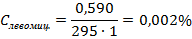 Cлевомиц. = 0,590 / 295 · 1 = 0,002%